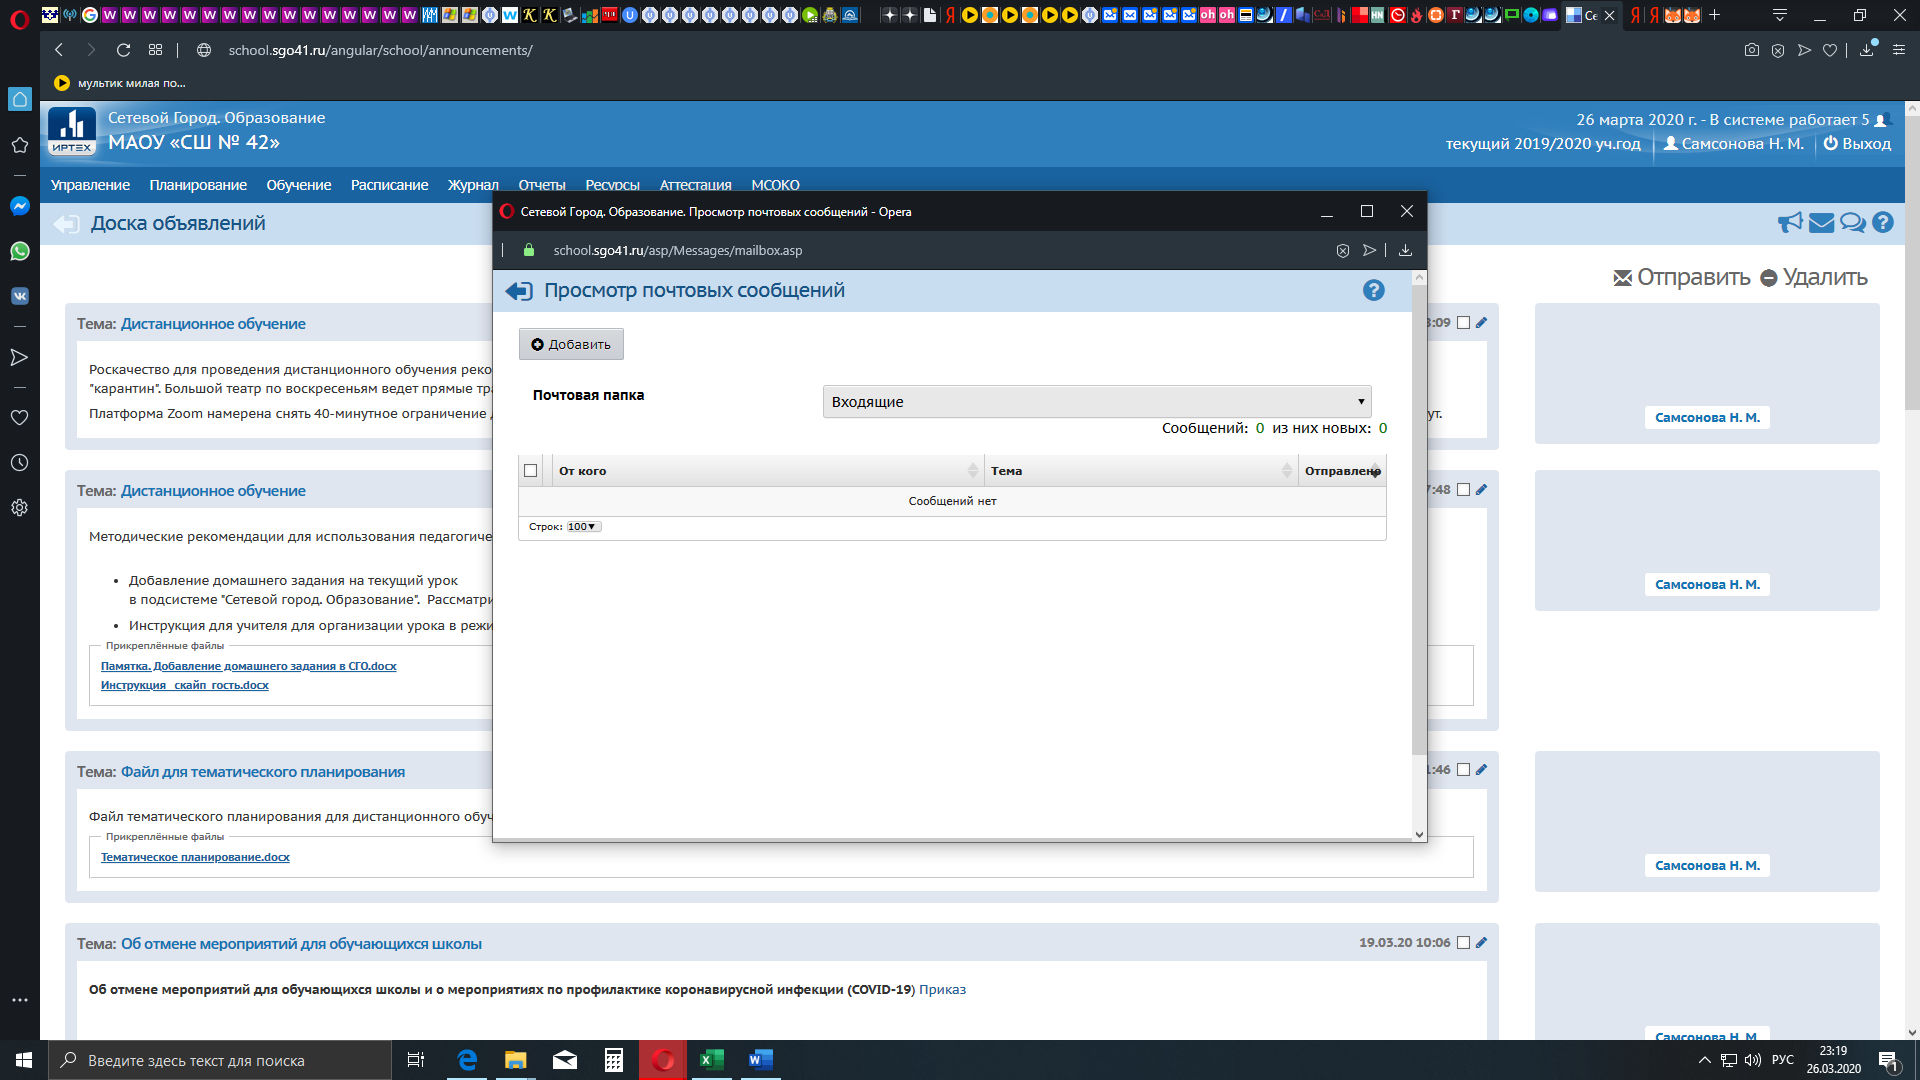 school.sgo41.ru/angular/school/announcements/
мультик милая по...
Сетевой Город. Образование
МАОУ «СШ № 42»
ИРТЕХ
26 марта 2020 г. - В системе работает 5
текущий 2019/2020 уч.год
Самсонова Н. М.
Выход
Управление Планирование Обучение Расписание Журнал Отчеты Ресурсы Аттестация МСОКО
Доска объявлений
Отправить Удалить
Сетевой Город. Образование. Просмотр почтовых сообщений - Opera
school.sgo41.ru/asp/Messages/mailbox.asp
Просмотр почтовых сообщений
Добавить
Почтовая папка
Входящие
Сообщений: 0 из них новых: 0
От кого Тема Отправлено
Сообщений нет
Строк: 100
Тема: Дистанционное обучение
:09
Роскачество для проведения дистанционного обучения
"карантин". Большой театр по воскресеньям ведет прямые
Платформа Zoom намерена снять 40-минутное ограничение
ут.
Самсонова Н. М.
Тема: Дистанционное обучение
:48
Методические рекомендации для использования
Добавление домашнего задания на текущий урок
в подсистеме "Сетевой город. Образование".
Инструкция для учителя для организации урока в
Прикреплённые файлы
Памятка. Добавление домашнего задания в СГО.docx
Инструкция_ скайп_гость.docx
Самсонова Н. М.
Тема: Файл для тематического планирования
:46
Файл тематического планирования для дистанционного
Прикреплённые файлы
Тематическое планирование.docx
Самсонова Н. М.
Тема: Об отмене мероприятий для обучающихся школы
19.03.20 10:06
Об отмене мероприятий для обучающихся школы и о мероприятиях по профилактике коронавирусной инфекции (COVID-19) Приказ
Самсонова Н. М.
Введите здесь текст для поиска
РУС
23:19
26.03.2020
1